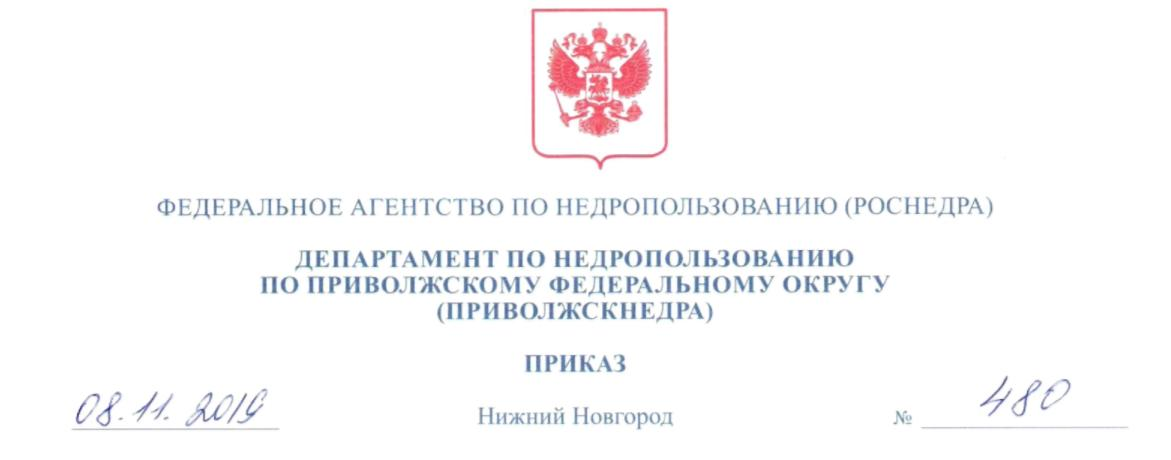 ФЕДЕРАЛЬНОЕ АГЕНТСТВО ПО НЕДРОПОЛЬЗОВАНИЮ (РОСНЕДРА)
ДЕПАРТАМЕНТ ПО НЕДРОПОЛЬЗОВАНИЮ
ПО ПРИВОЛЖСКОМУ ФЕДЕРАЛЬНОМУ ОКРУГУ
(ПРИВОЛЖСКНЕДРА)
ПРИКАЗ
08.11.2019 Нижний Новгород № 480